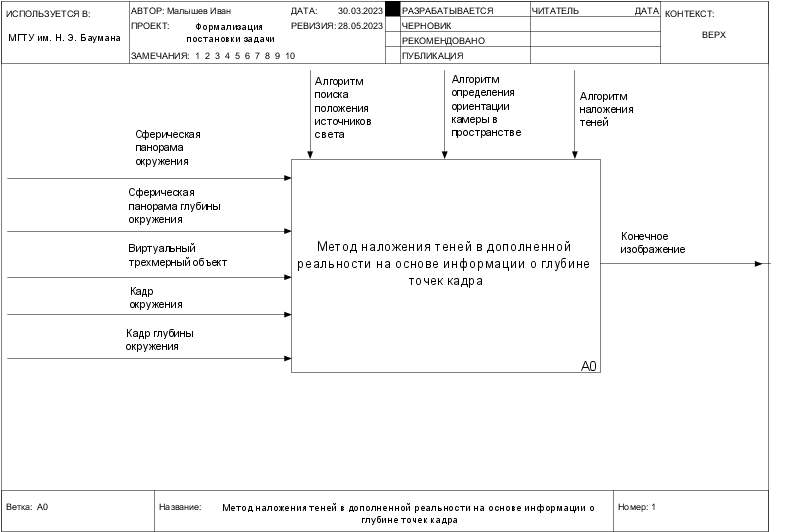 ИСПОЛЬЗУЕТСЯ В:
МГТУ им. Н. Э. Баумана
АВТОР: Малышев Иван
ДАТА: 30.03.2023
ПРОЕКТ: Формализация
постановки задачи
РЕВИЗИЯ: 28.05.2023
ЗАМЕЧАНИЯ: 1 2 3 4 5 6 7 8 9 10
РАЗРАБАТЫВАЕТСЯ
ЧЕРНОВИК
РЕКОМЕНДОВАНО
ПУБЛИКАЦИЯ
ЧИТАТЕЛЬ ДАТА
КОНТЕКСТ:
ВЕРХ
Алгоритм
поиска
положения
источников
света
Алгоритм
определения
ориентации
камеры в
пространстве
Алгоритм
наложения
теней
Сферическая
панорама
окружения
Сферическая
панорама глубины
окружения
Виртуальный
трехмерный объект
Кадр
окружения
Кадр глубины
окружения
Метод наложения теней в дополненной
реальности на основе информации о глубине
точек кадра
A0
Конечное
изображение
Ветка: A0
Название: Метод наложения теней в дополненной реальности на основе информации о
глубине точек кадра
Номер: 1